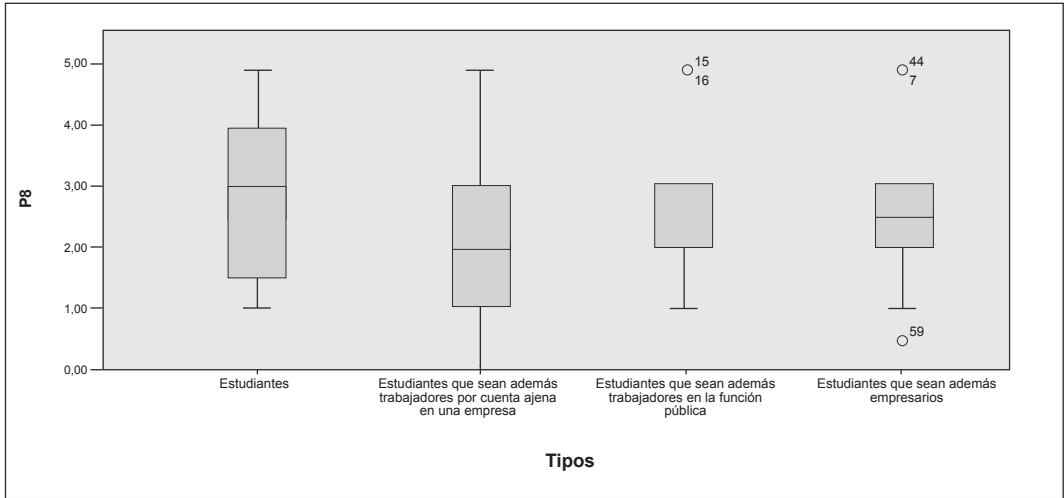 P8
5,00
4,00
3,00
2,00
1,00
0,00
15
16
44
7
59
Estudiantes
Estudiantes que sean además
trabajadores por cuenta ajena
en una empresa
Estudiantes que sean además
trabajadores en la función
pública
Estudiantes que sean además
empresarios
Tipos